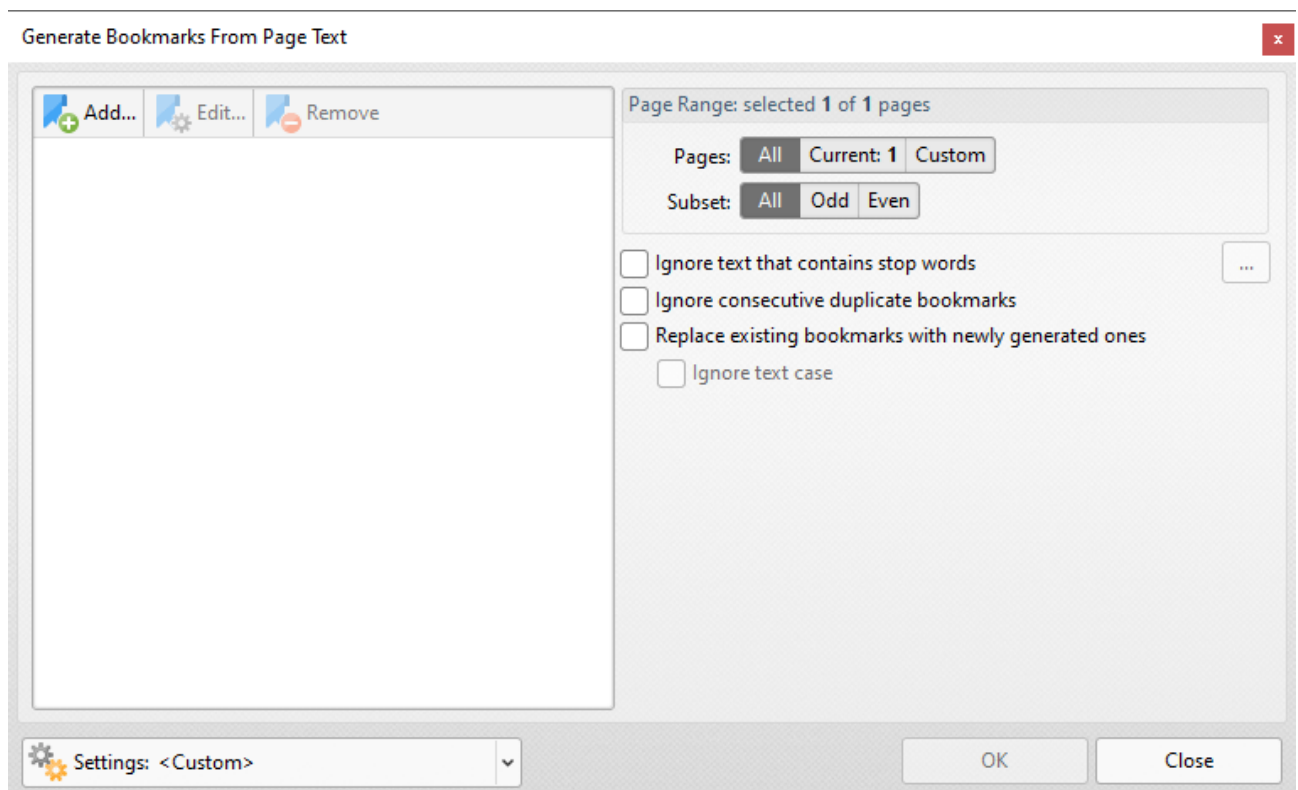 Generate Bookmarks From Page Text
x
Add... Edit... Remove
Page Range: selected 1 of 1 pages
Pages: All Current: 1 Custom
Subset: All Odd Even
Ignore text that contains stop words ...
Ignore consecutive duplicate bookmarks
Replace existing bookmarks with newly generated ones
Ignore text case
Settings: <Custom>
OK Close